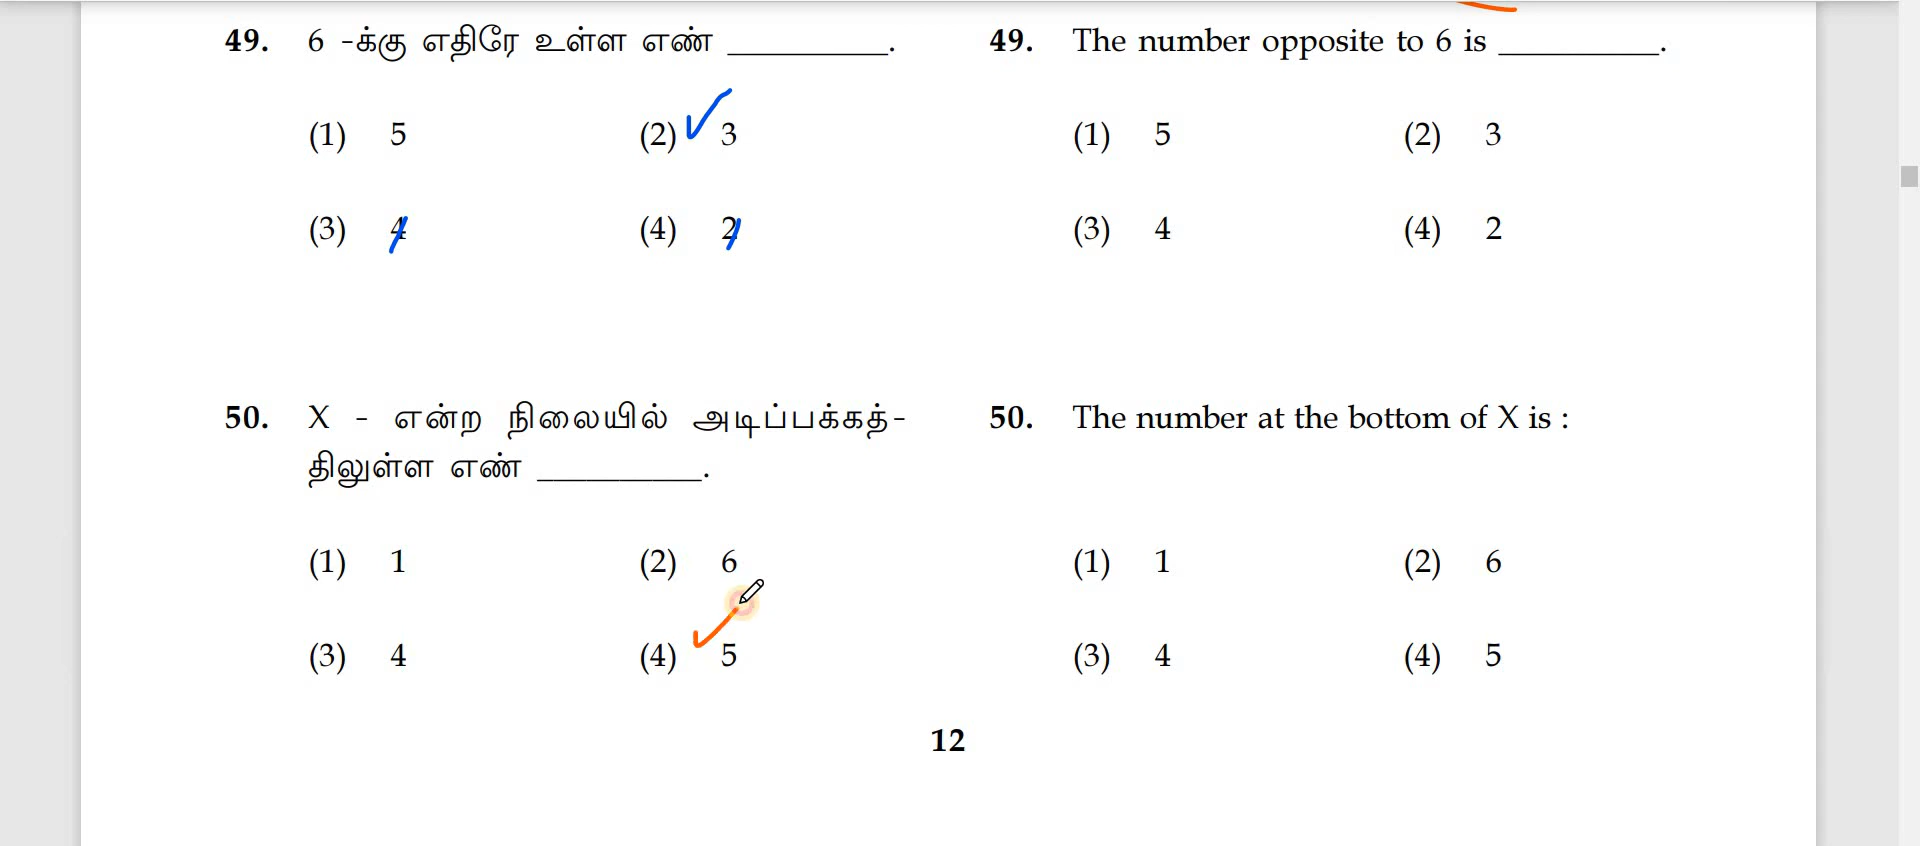 49. 6 -க்கு எதிரே உள்ள எண் __________.
(1) 5 (2) 3
(3) 4 (4) 2
50. X - என்ற நிலையில் அடிப்பக்கத்-
திலுள்ள எண் __________.
(1) 1 (2) 6
(3) 4 (4) 5
49. The number opposite to 6 is __________.
(1) 5 (2) 3
(3) 4 (4) 2
50. The number at the bottom of X is :
(1) 1 (2) 6
(3) 4 (4) 5
12